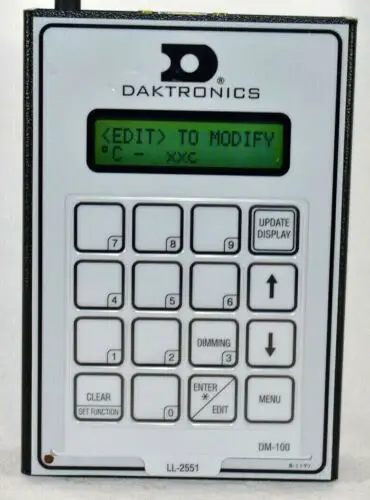 D®
DAKTRONICS
<EDIT> TO MODIFY
°C - xxc
7
8
9
UPDATE
DISPLAY
4
5
6
↑
1
2
DIMMING
3
↓
CLEAR
SET FUNCTION
0
ENTER
*
EDIT
MENU
DM-100
LL-2551